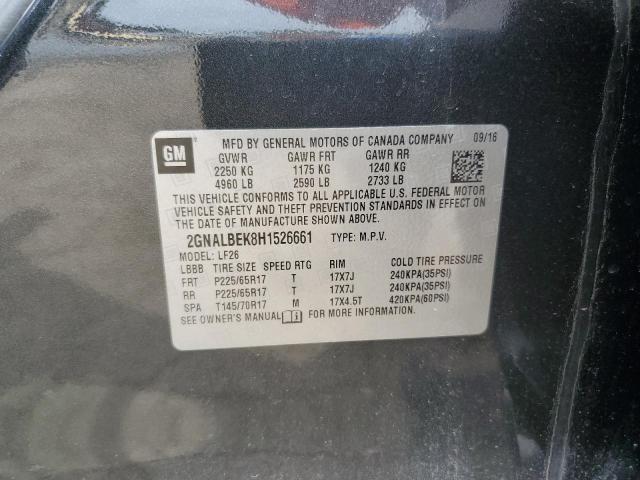 GM
MFD BY GENERAL MOTORS OF CANADA COMPANY 09/16
GVWR GAWR FRT GAWR RR
2250 KG 1175 KG 1240 KG
4960 LB 2590 LB 2733 LB
THIS VEHICLE CONFORMS TO ALL APPLICABLE U.S. FEDERAL MOTOR
VEHICLE SAFETY AND THEFT PREVENTION STANDARDS IN EFFECT ON
THE DATE OF MANUFACTURE SHOWN ABOVE.
2GNALBEK8H1526661 TYPE: M.P.V.
MODEL: LF26
LBBB TIRE SIZE SPEED RTG RIM COLD TIRE PRESSURE
FRT P225/65R17 T 17X7J 240KPA(35PSI)
RR P225/65R17 T 17X7J 240KPA(35PSI)
SPA T145/70R17 M 17X4.5T 420KPA(60PSI)
SEE OWNER'S MANUAL FOR MORE INFORMATION.